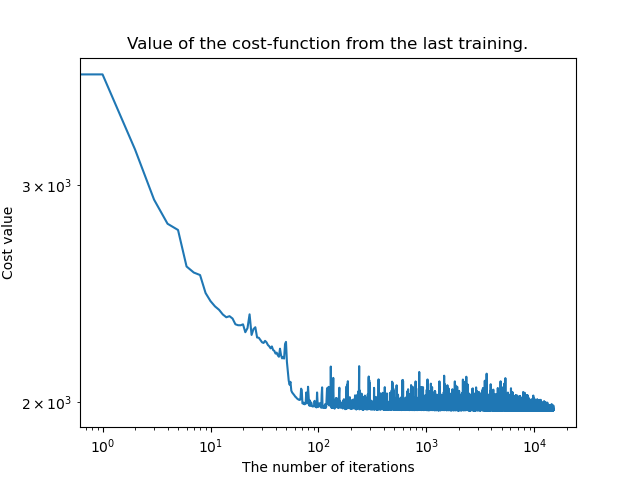 Value of the cost-function from the last training.
Cost value
3 × 10³
2 × 10³
10⁰ 10¹ 10² 10³ 10⁴
The number of iterations